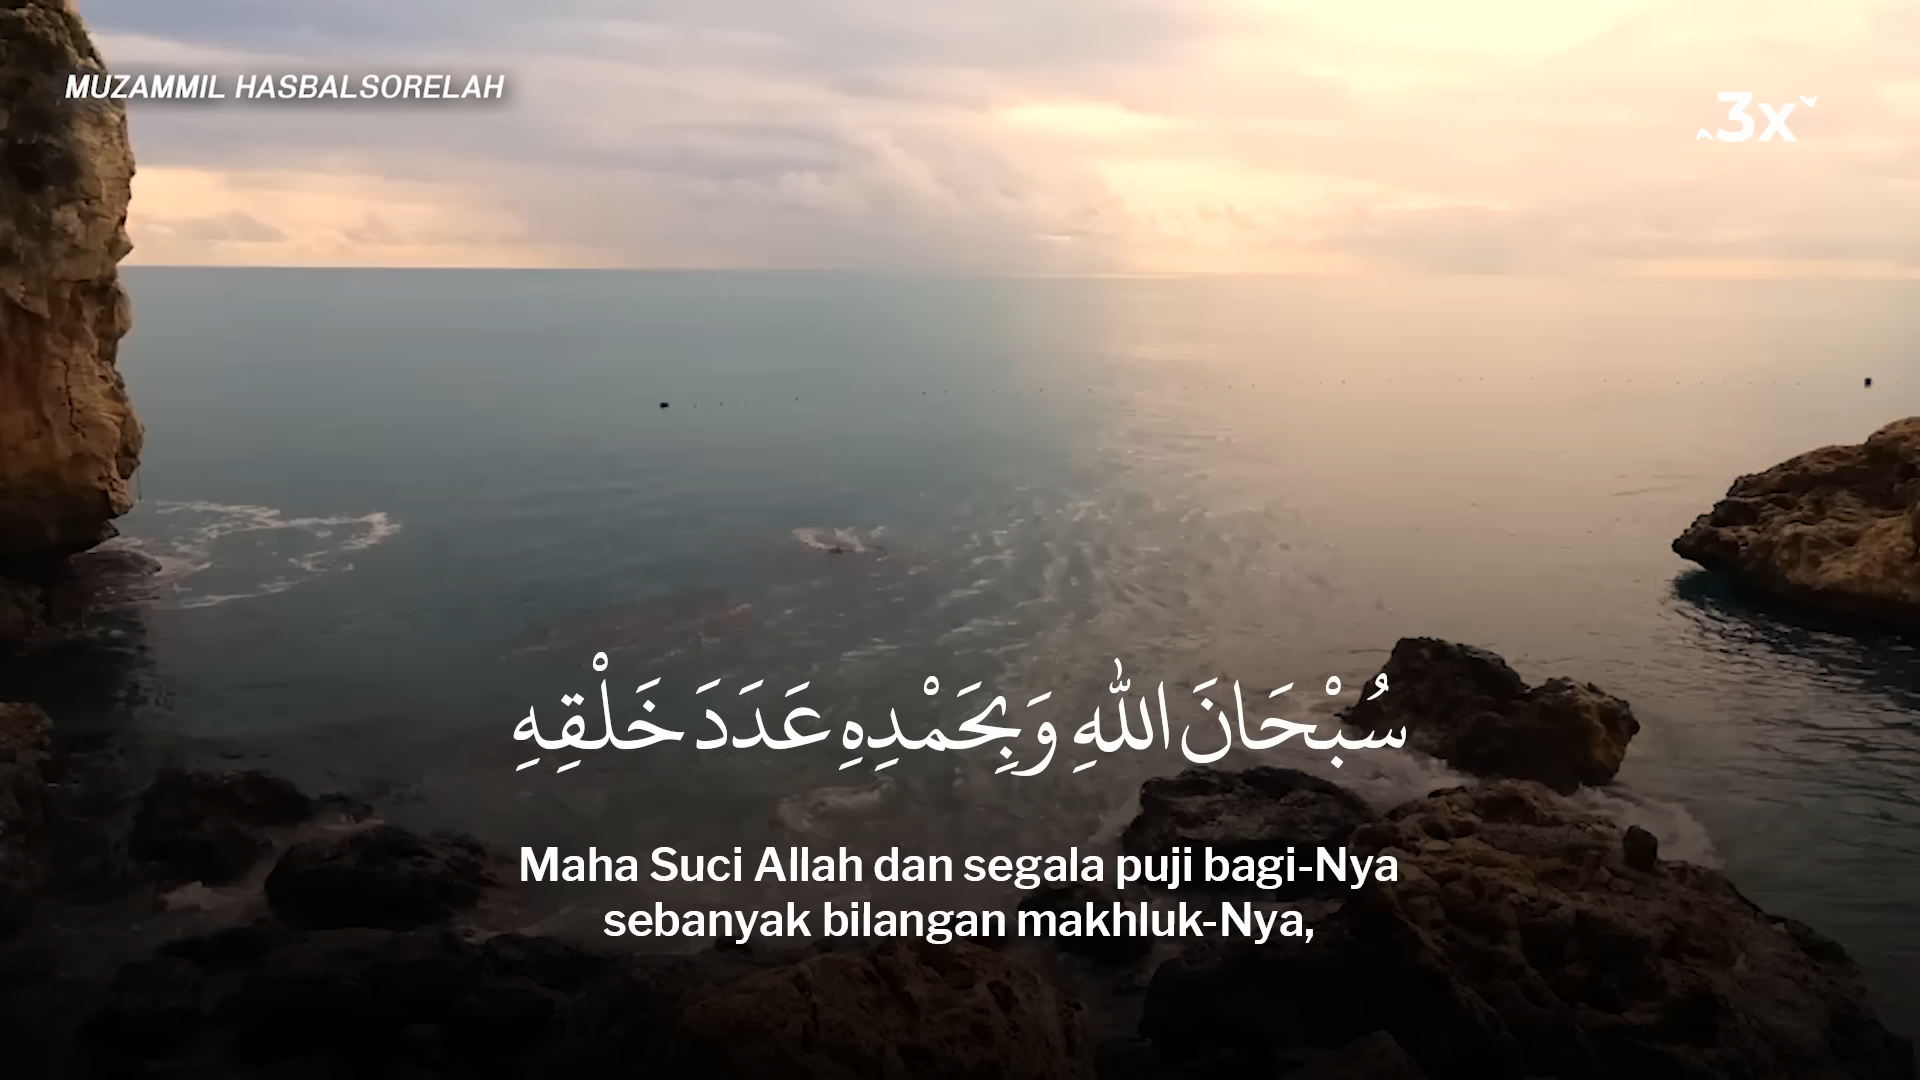 MUZAMMIL HASBALSORELAH
3x
سُبْحَانَ اللهِ وَبِحَمْدِهِ عَدَدَ خَلْقِهِ
Maha Suci Allah dan segala puji bagi-Nya
sebanyak bilangan makhluk-Nya,